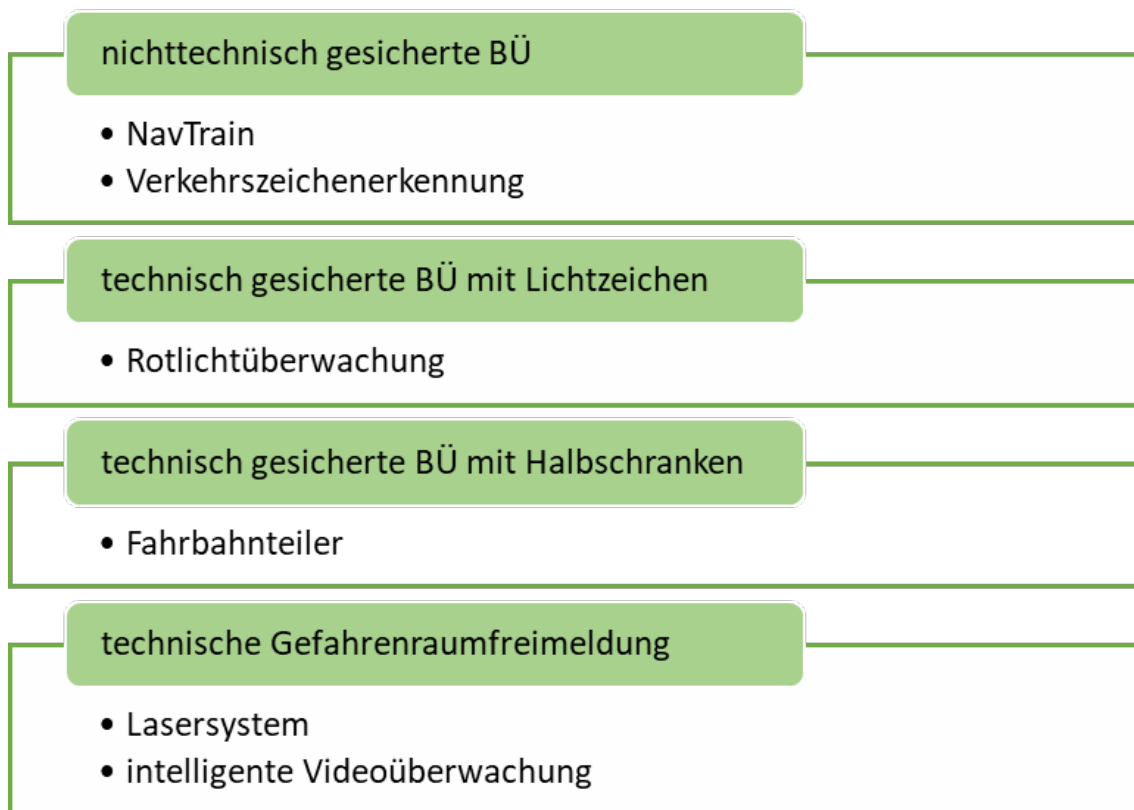 nichttechnisch gesicherte BÜ
• NavTrain
• Verkehrszeichenerkennung
technisch gesicherte BÜ mit Lichtzeichen
• Rotlichtüberwachung
technisch gesicherte BÜ mit Halbschranken
• Fahrbahnteiler
technische Gefahrenraumfreimeldung
• Lasersystem
• intelligente Videoüberwachung